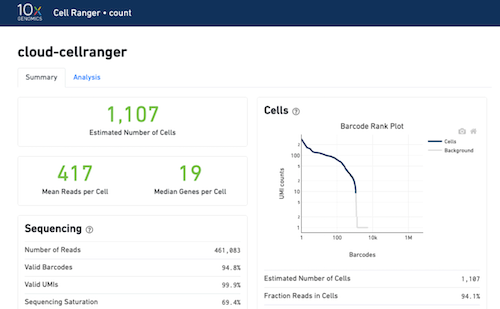 10x GENOMICS Cell Ranger • count
cloud-cellranger
Summary Analysis
1,107
Estimated Number of Cells
417 19
Mean Reads per Cell Median Genes per Cell
Sequencing ?
Number of Reads 461,083
Valid Barcodes 94.8%
Valid UMIs 99.9%
Sequencing Saturation 69.4%
Cells ?
Barcode Rank Plot
Cells
Background
UMI counts
100
10
1
1 100 10k 1M
Barcodes
Estimated Number of Cells 1,107
Fraction Reads in Cells 94.1%